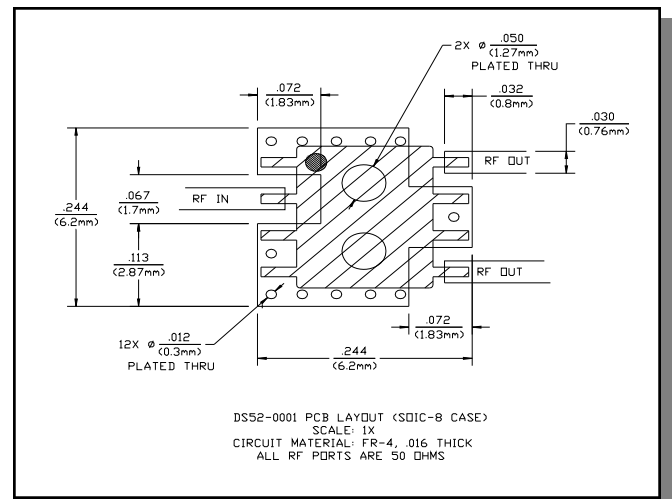 2X ø .050
(1.27mm)
PLATED THRU
.072
(1.83mm)
.032
(0.8mm)
.030
(0.76mm)
RF OUT
.067
(1.7mm)
RF IN
.244
(6.2mm)
.113
(2.87mm)
RF OUT
12X ø .012
(0.3mm)
PLATED THRU
.072
(1.83mm)
.244
(6.2mm)
DS52-0001 PCB LAYOUT (SOIC-8 CASE)
SCALE: 1X
CIRCUIT MATERIAL: FR-4, .016 THICK
ALL RF PORTS ARE 50 OHMS